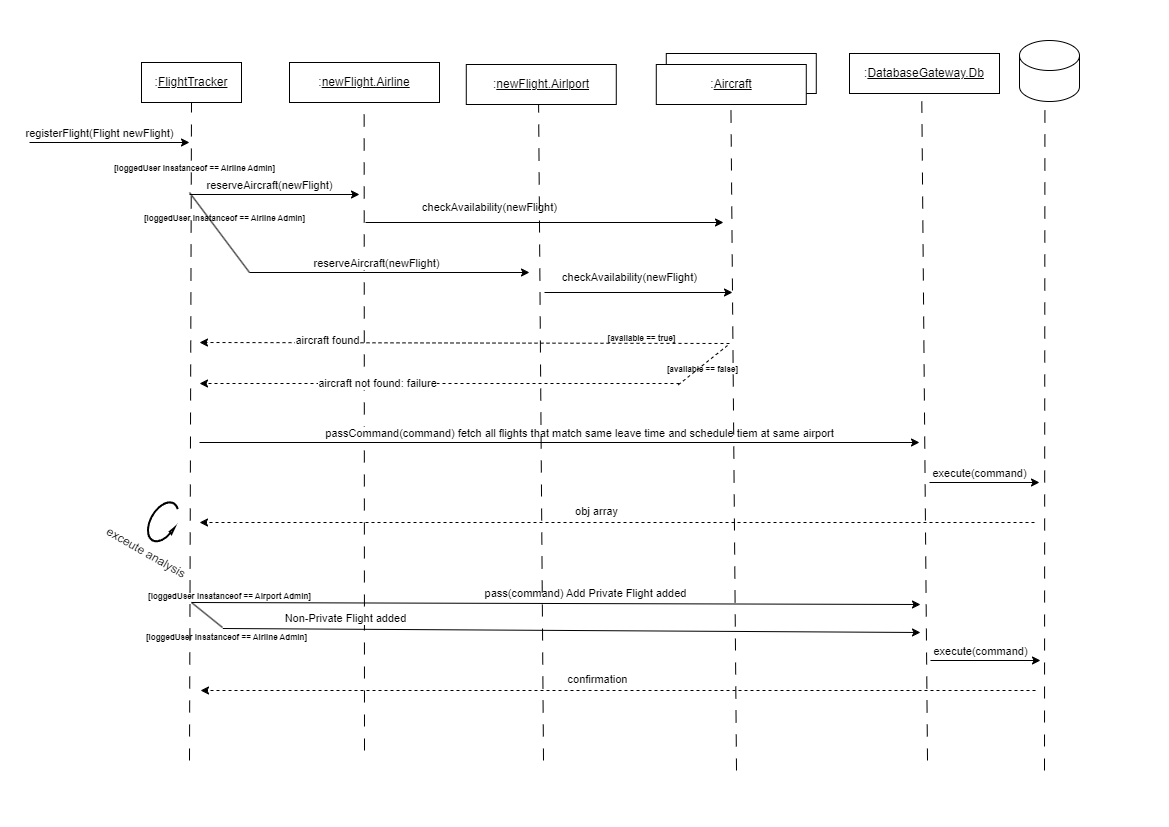 :FlightTracker
:newFlight.Airline
:newFlight.AirIport
:Aircraft
:DatabaseGateway.Db
registerFlight(Flight newFlight)
[loggedUser insatanceof == Airline Admin]
reserveAircraft(newFlight)
checkAvailability(newFlight)
[loggedUser insatanceof == Airline Admin]
reserveAircraft(newFlight)
checkAvailability(newFlight)
aircraft found
[available == true]
[available == false]
aircraft not found: failure
passCommand(command) fetch all flights that match same leave time and schedule tiem at same airport
execute(command)
obj array
exceute analysis
[loggedUser insatanceof == Airport Admin]
pass(command) Add Private Flight added
Non-Private Flight added
[loggedUser insatanceof == Airline Admin]
execute(command)
confirmation